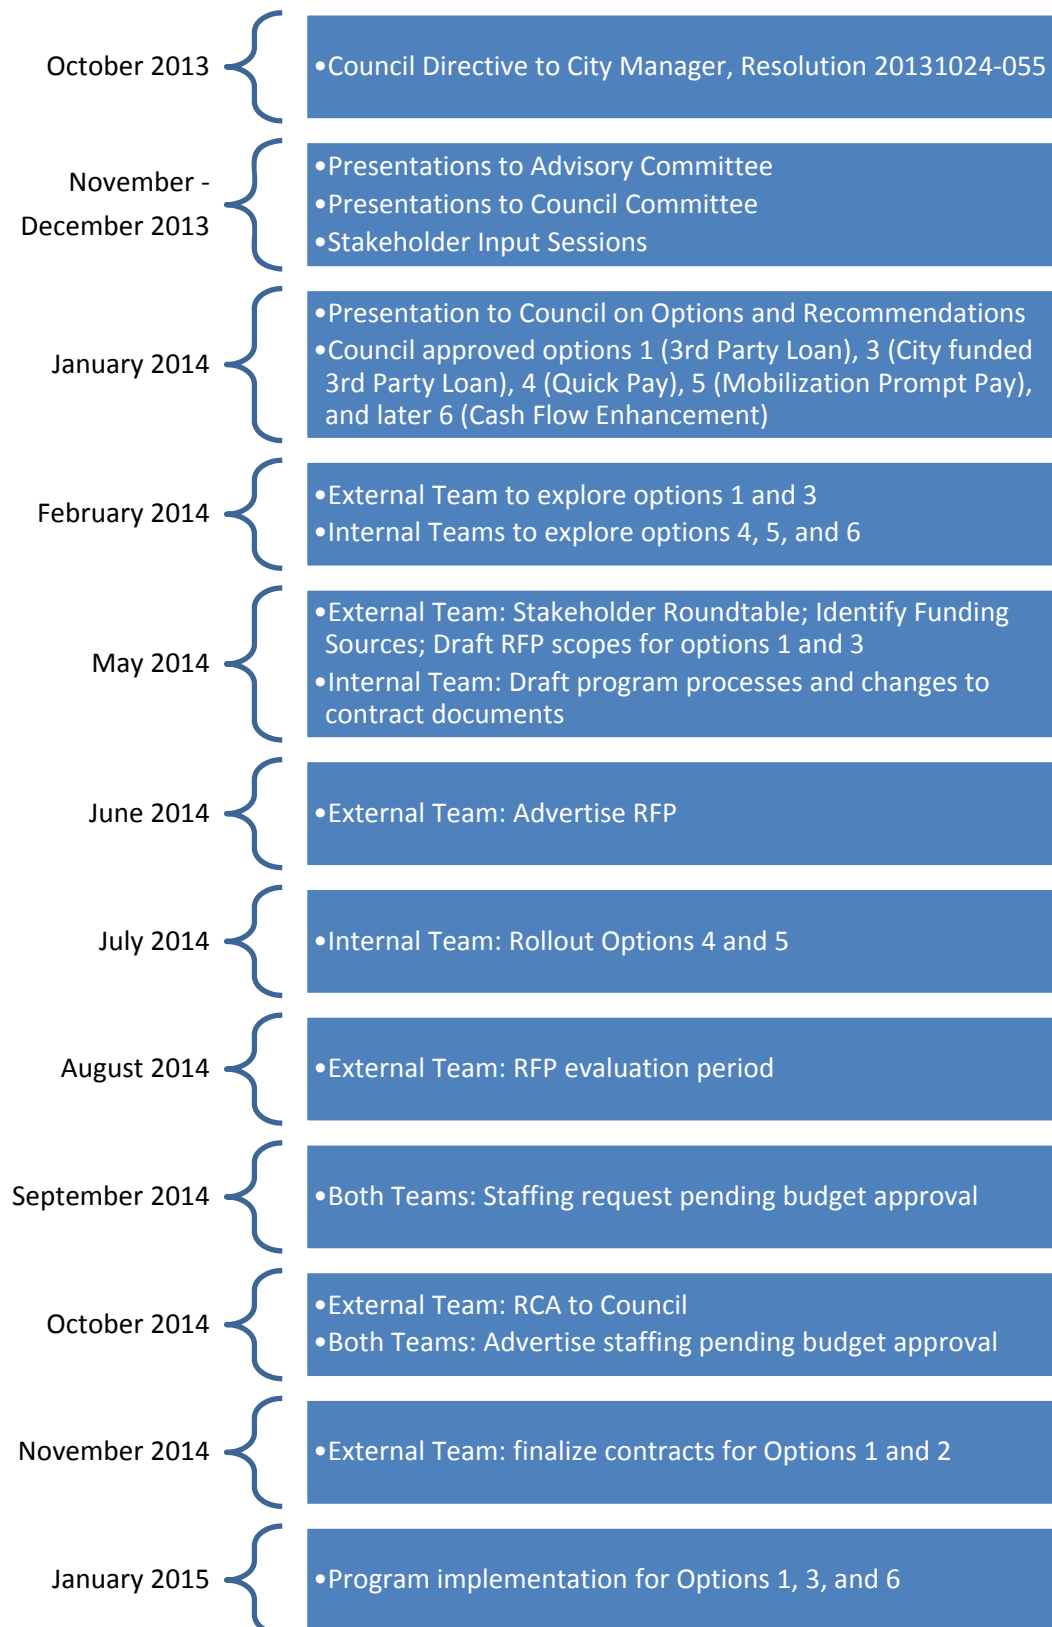 October 2013
•Council Directive to City Manager, Resolution 20131024-055
November -
December 2013
•Presentations to Advisory Committee
•Presentations to Council Committee
•Stakeholder Input Sessions
January 2014
•Presentation to Council on Options and Recommendations
•Council approved options 1 (3rd Party Loan), 3 (City funded
3rd Party Loan), 4 (Quick Pay), 5 (Mobilization Prompt Pay),
and later 6 (Cash Flow Enhancement)
February 2014
•External Team to explore options 1 and 3
•Internal Teams to explore options 4, 5, and 6
May 2014
•External Team: Stakeholder Roundtable; Identify Funding
Sources; Draft RFP scopes for options 1 and 3
•Internal Team: Draft program processes and changes to
contract documents
June 2014
•External Team: Advertise RFP
July 2014
•Internal Team: Rollout Options 4 and 5
August 2014
•External Team: RFP evaluation period
September 2014
•Both Teams: Staffing request pending budget approval
October 2014
•External Team: RCA to Council
•Both Teams: Advertise staffing pending budget approval
November 2014
•External Team: finalize contracts for Options 1 and 2
January 2015
•Program implementation for Options 1, 3, and 6